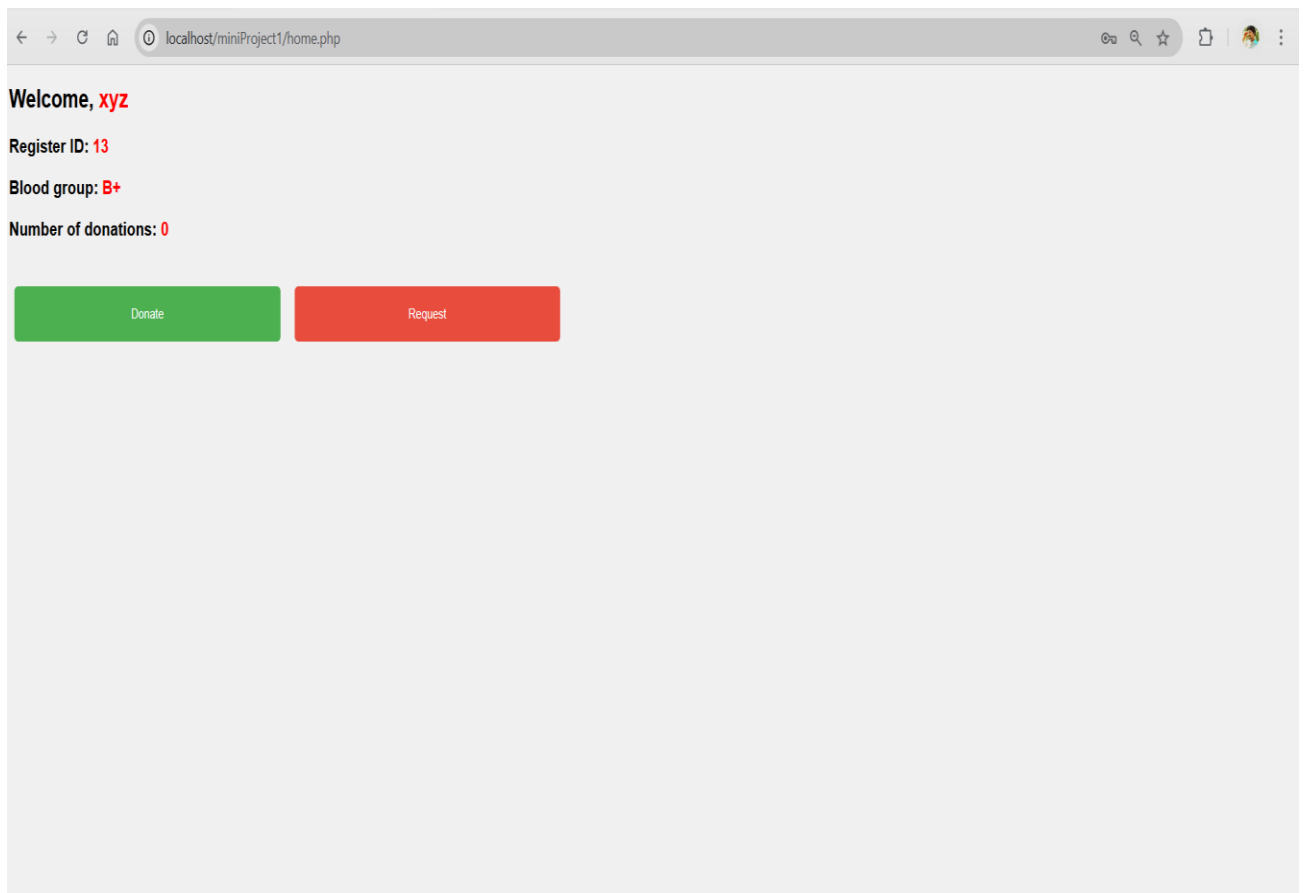 localhost/miniProject1/home.php
Welcome, xyz
Register ID: 13
Blood group: B+
Number of donations: 0
Donate Request